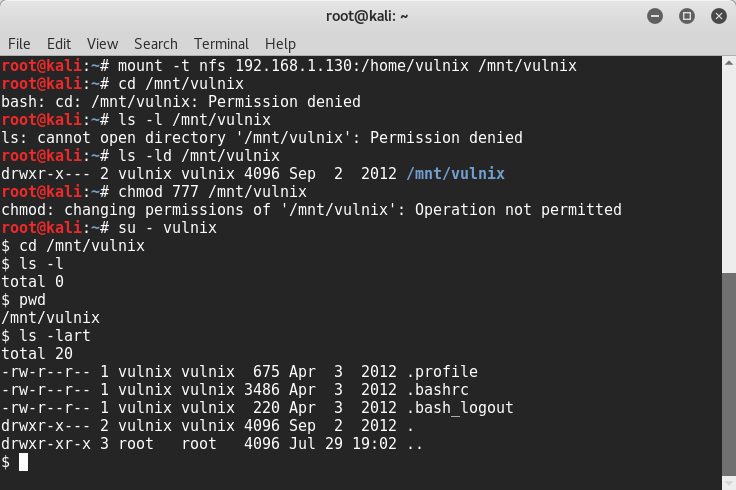 root@kali: ~
File Edit View Search Terminal Help
root@kali:~# mount -t nfs 192.168.1.130:/home/vulnix /mnt/vulnix
root@kali:~# cd /mnt/vulnix
bash: cd: /mnt/vulnix: Permission denied
root@kali:~# ls -l /mnt/vulnix
ls: cannot open directory '/mnt/vulnix': Permission denied
root@kali:~# ls -ld /mnt/vulnix
drwxr-x--- 2 vulnix vulnix 4096 Sep  2  2012 /mnt/vulnix
root@kali:~# chmod 777 /mnt/vulnix
chmod: changing permissions of '/mnt/vulnix': Operation not permitted
root@kali:~# su - vulnix
$ cd /mnt/vulnix
$ ls -l
total 0
$ pwd
/mnt/vulnix
$ ls -lart
total 20
-rw-r--r-- 1 vulnix vulnix  675 Apr  3  2012 .profile
-rw-r--r-- 1 vulnix vulnix 3486 Apr  3  2012 .bashrc
-rw-r--r-- 1 vulnix vulnix  220 Apr  3  2012 .bash_logout
drwxr-x--- 2 vulnix vulnix 4096 Sep  2  2012 .
drwxr-xr-x 3 root   root   4096 Jul 29 19:02 ..
$